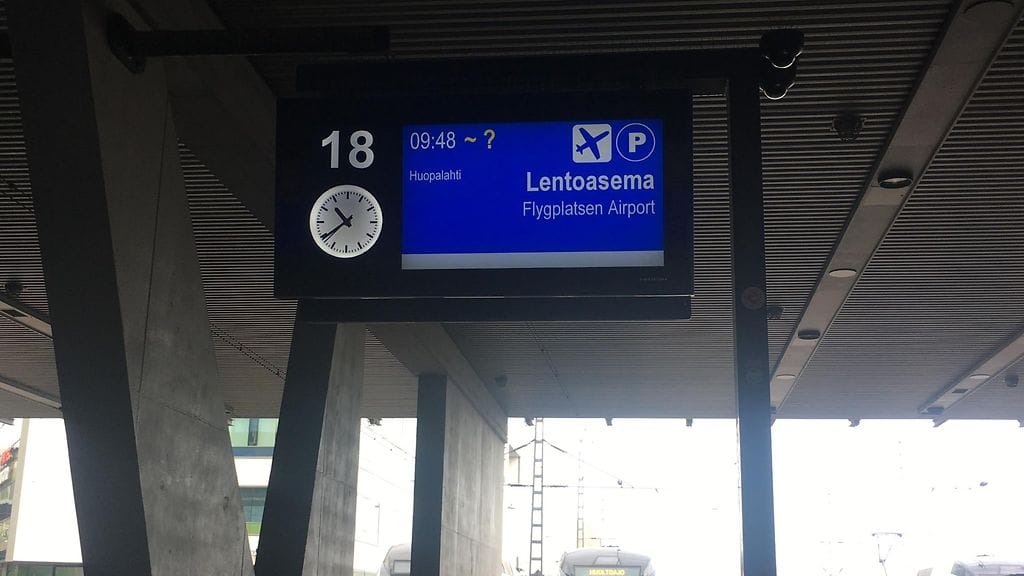 18
09:48 ~ ?
P
Huopalahti
Lentoasema
Flygplatsen Airport